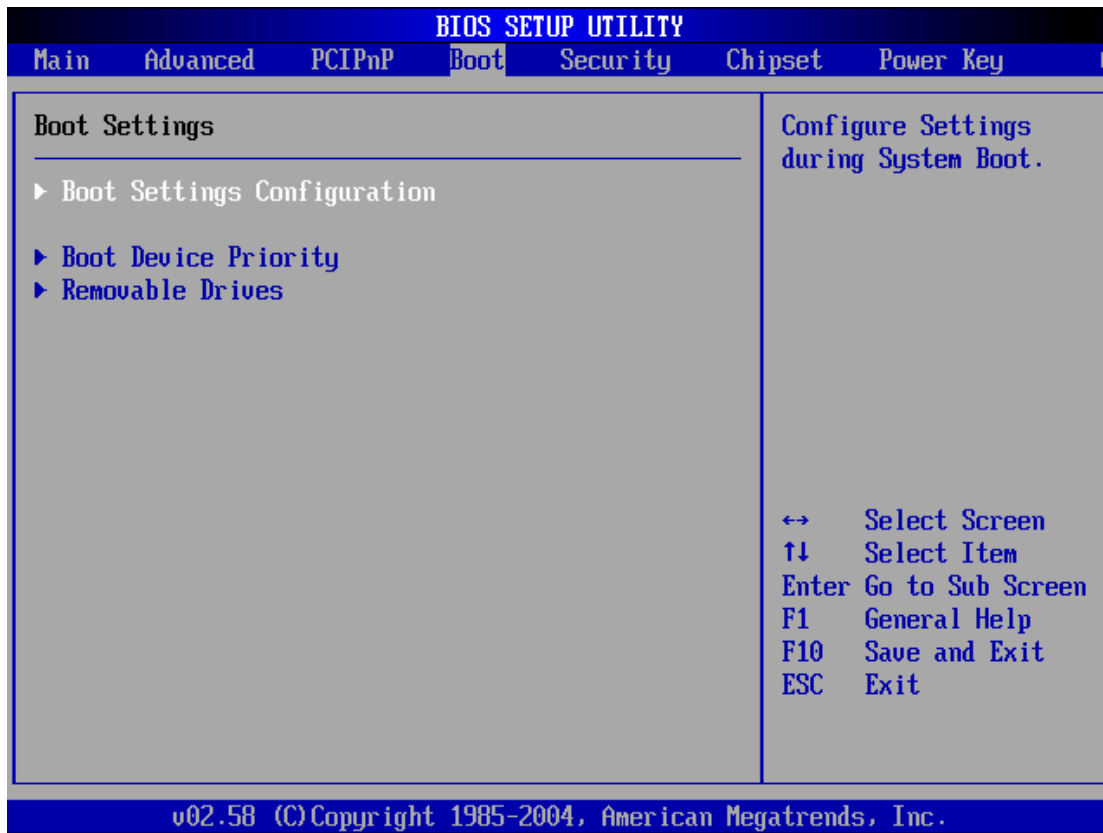 BIOS SETUP UTILITY
Main Advanced PCIPnP Boot Security Chipset Power Key
Boot Settings
▶ Boot Settings Configuration
▶ Boot Device Priority
▶ Removable Drives
Configure Settings
during System Boot.
←→ Select Screen
↑↓ Select Item
Enter Go to Sub Screen
F1 General Help
F10 Save and Exit
ESC Exit
v02.58 (C)Copyright 1985-2004, American Megatrends, Inc.